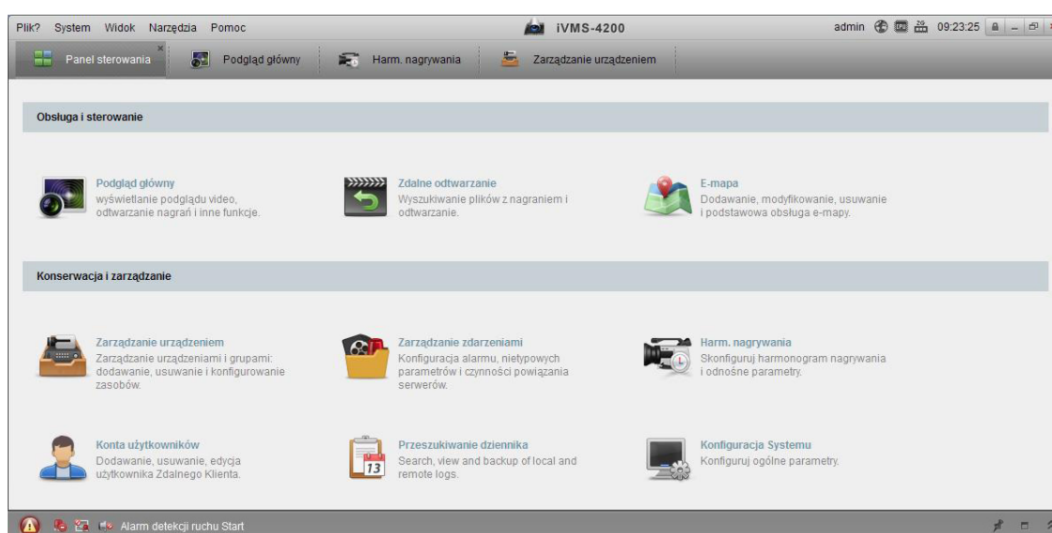 Plik? System Widok Narzędzia Pomoc iVMS-4200 admin 09:23:25
Panel sterowania Podgląd główny Harm. nagrywania Zarządzanie urządzeniem
Obsługa i sterowanie
Podgląd główny
wyświetlanie podglądu video,
odtwarzanie nagrań i inne funkcje.
Zdalne odtwarzanie
Wyszukiwanie plików z nagraniem i
odtwarzanie.
E-mapa
Dodawanie, modyfikowanie, usuwanie
i podstawowa obsługa e-mapy.
Konserwacja i zarządzanie
Zarządzanie urządzeniem
Zarządzanie urządzeniami i grupami:
dodawanie, usuwanie i konfigurowanie
zasobów.
Zarządzanie zdarzeniami
Konfiguracja alarmu, nietypowych
parametrów i czynności powiązania
serwerów.
Harm. nagrywania
Skonfiguruj harmonogram nagrywania
i odnośne parametry.
Konta użytkowników
Dodawanie, usuwanie, edycja
użytkownika Zdalnego Klienta.
13
Przeszukiwanie dziennika
Search, view and backup of local and
remote logs.
Konfiguracja Systemu
Konfiguruj ogólne parametry.
Alarm detekcji ruchu Start